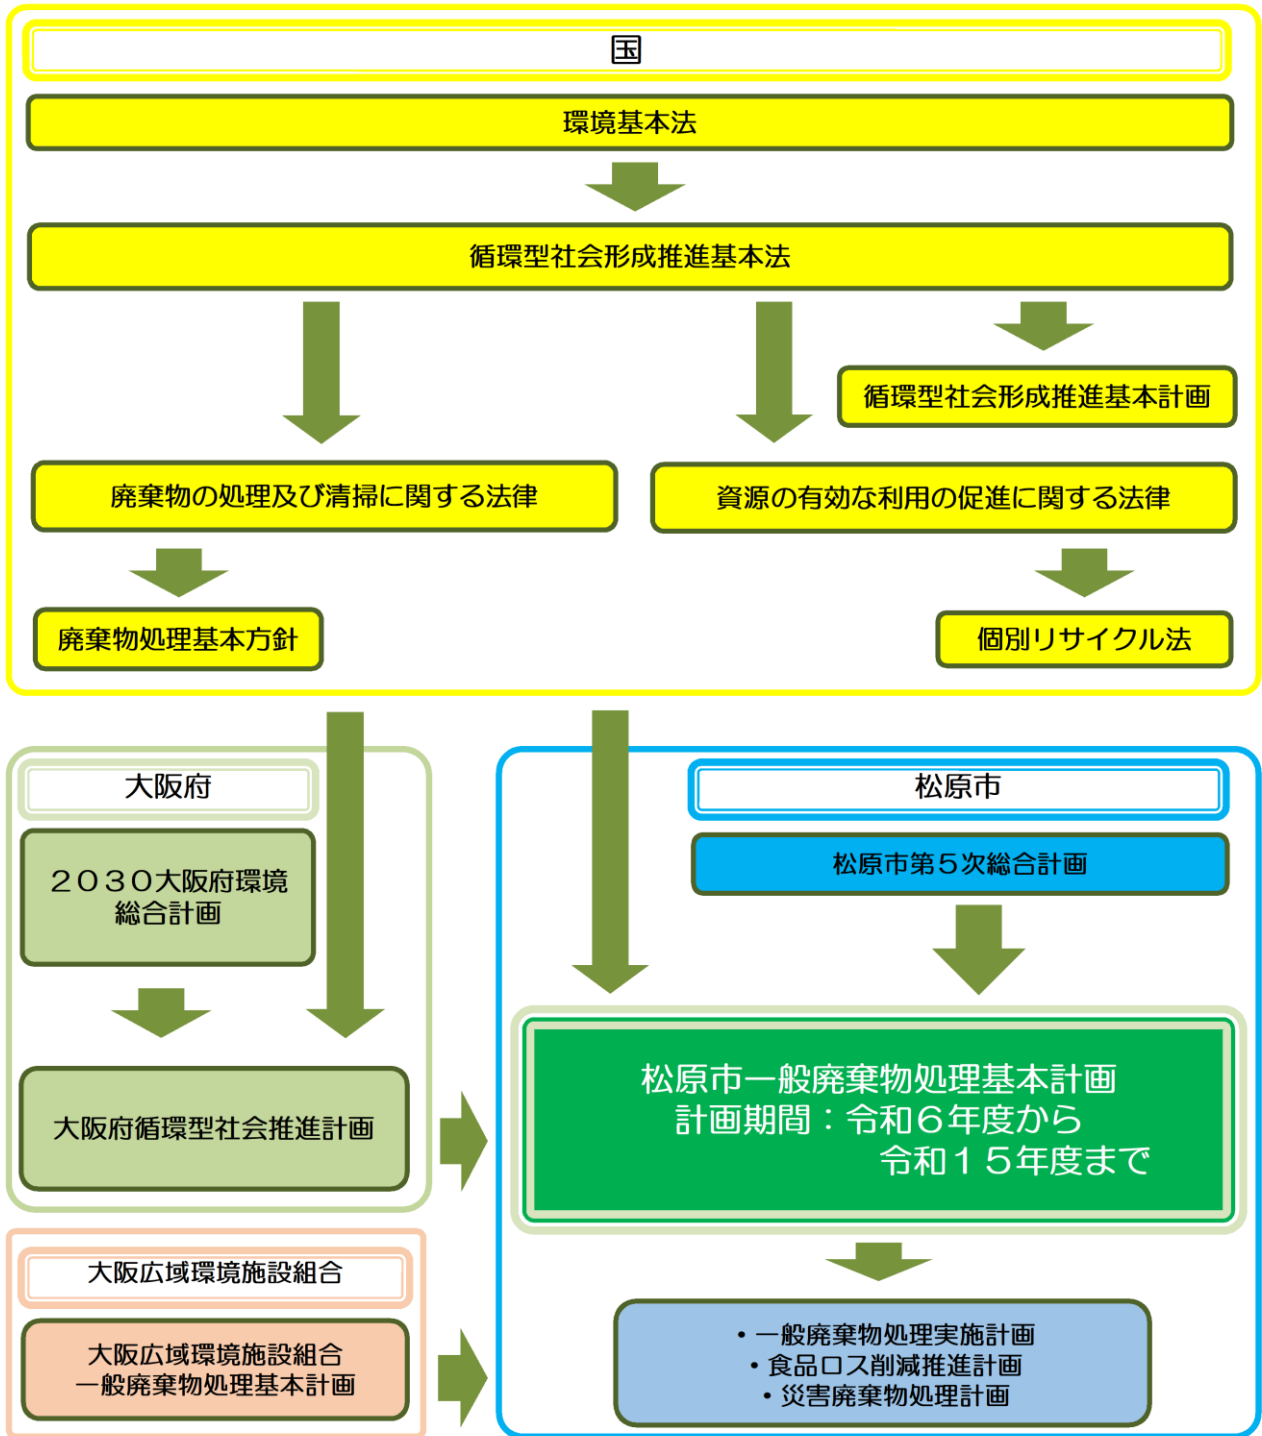 国
環境基本法
循環型社会形成推進基本法
循環型社会形成推進基本計画
廃棄物の処理及び清掃に関する法律
資源の有効な利用の促進に関する法律
廃棄物処理基本方針
個別リサイクル法
大阪府
２０３０大阪府環境
総合計画
大阪府循環型社会推進計画
松原市
松原市第５次総合計画
松原市一般廃棄物処理基本計画
計画期間：令和６年度から
令和１５年度まで
大阪広域環境施設組合
大阪広域環境施設組合
一般廃棄物処理基本計画
・一般廃棄物処理実施計画
・食品ロス削減推進計画
・災害廃棄物処理計画